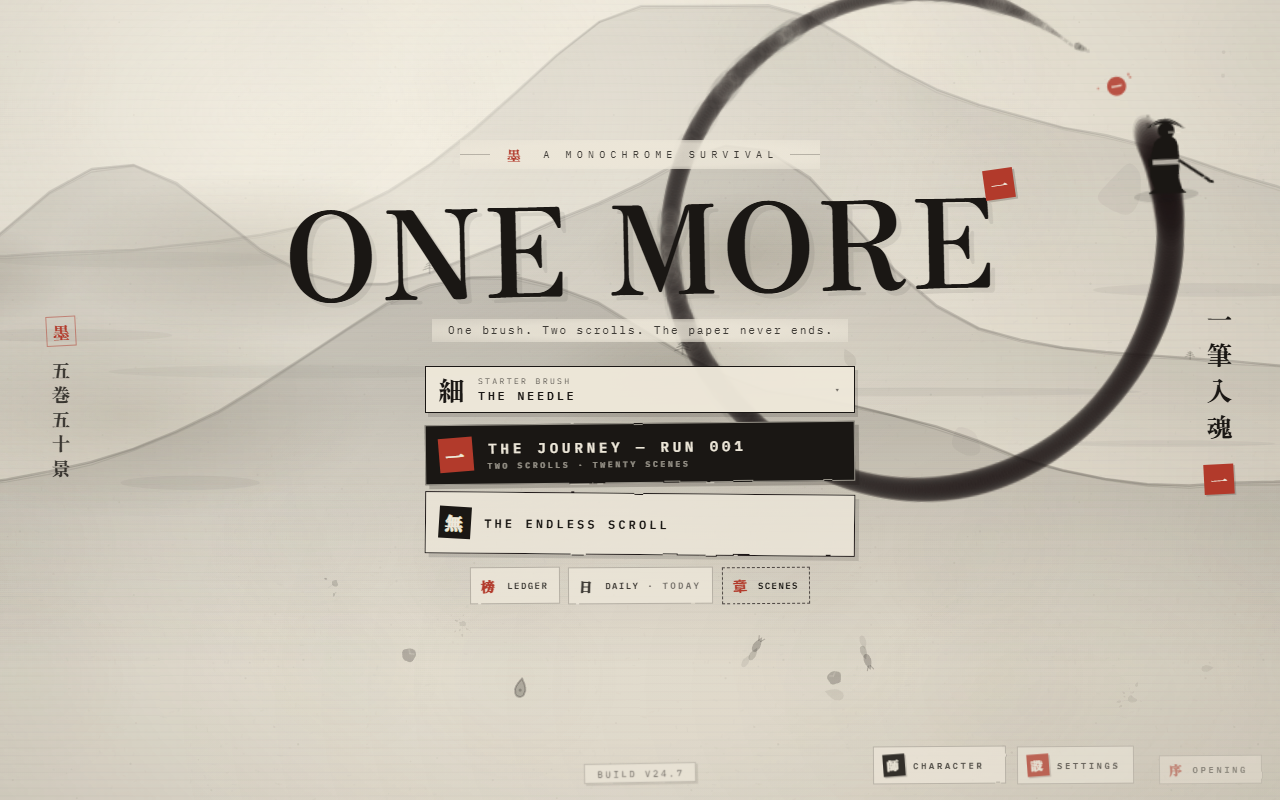 墨 A MONOCHROME SURVIVAL
一
ONE MORE
一
One brush. Two scrolls. The paper never ends.
墨
五巻五十景
一筆入魂
一
細 STARTER BRUSH
THE NEEDLE
一 THE JOURNEY — RUN 001
TWO SCROLLS · TWENTY SCENES
無 THE ENDLESS SCROLL
榜 LEDGER
日 DAILY · TODAY
章 SCENES
BUILD V24.7
師 CHARACTER
設 SETTINGS
序 OPENING